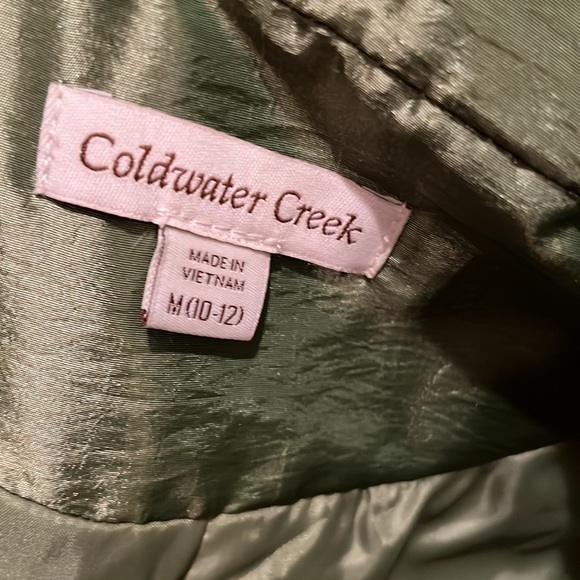 Coldwater Creek
MADE IN
VIETNAM
M(10-12)